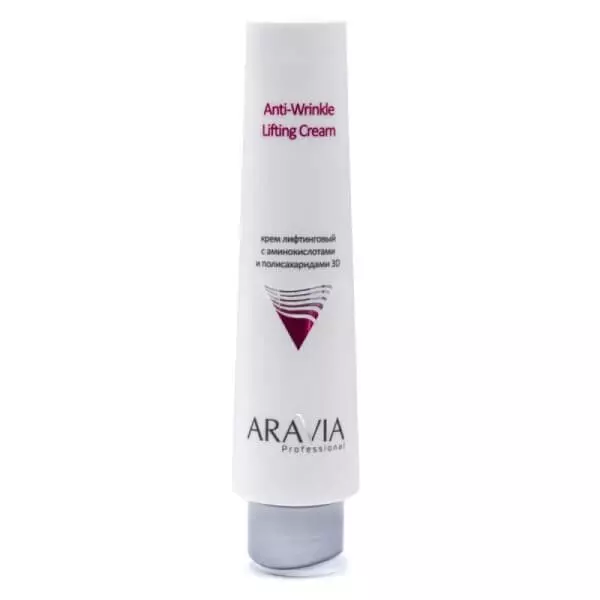 Anti-Wrinkle
Lifting Cream
крем лифтинговый
с аминокислотами
и полисахаридами 3D
ARAVIA
Professional